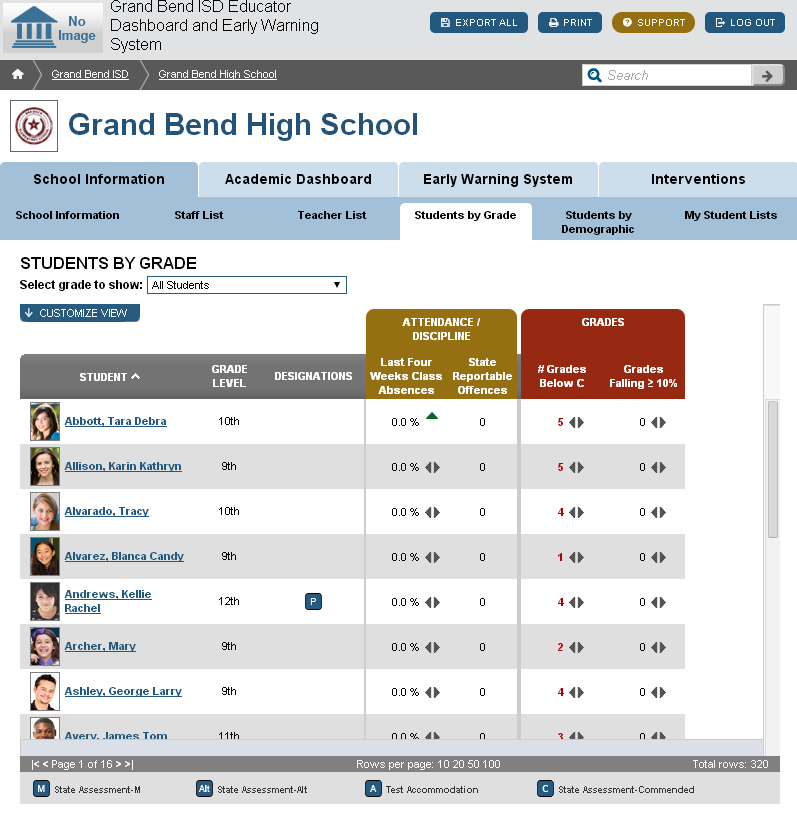 No
Image
Grand Bend ISD Educator
Dashboard and Early Warning
System
EXPORT ALL PRINT SUPPORT LOG OUT
Grand Bend ISD Grand Bend High School Search
Grand Bend High School
School Information Academic Dashboard Early Warning System Interventions
School Information Staff List Teacher List Students by Grade Students by Demographic My Student Lists
STUDENTS BY GRADE
Select grade to show: All Students
CUSTOMIZE VIEW
ATTENDANCE / DISCIPLINE GRADES
STUDENT GRADE LEVEL DESIGNATIONS Last Four Weeks Class Absences State Reportable Offences # Grades Below C Grades Falling ≥ 10%
Abbott, Tara Debra 10th 0.0 % 0 5 0
Allison, Karin Kathryn 9th 0.0 % 0 5 0
Alvarado, Tracy 10th 0.0 % 0 4 0
Alvarez, Blanca Candy 9th 0.0 % 0 1 0
Andrews, Kellie Rachel 12th P 0.0 % 0 4 0
Archer, Mary 9th 0.0 % 0 2 0
Ashley, George Larry 9th 0.0 % 0 4 0
Avery, James Tom 11th 0.0 % 0 3 0
|< < Page 1 of 16 > >| Rows per page: 10 20 50 100 Total rows: 320
M State Assessment-M Alt State Assessment-Alt A Test Accommodation C State Assessment-Commended